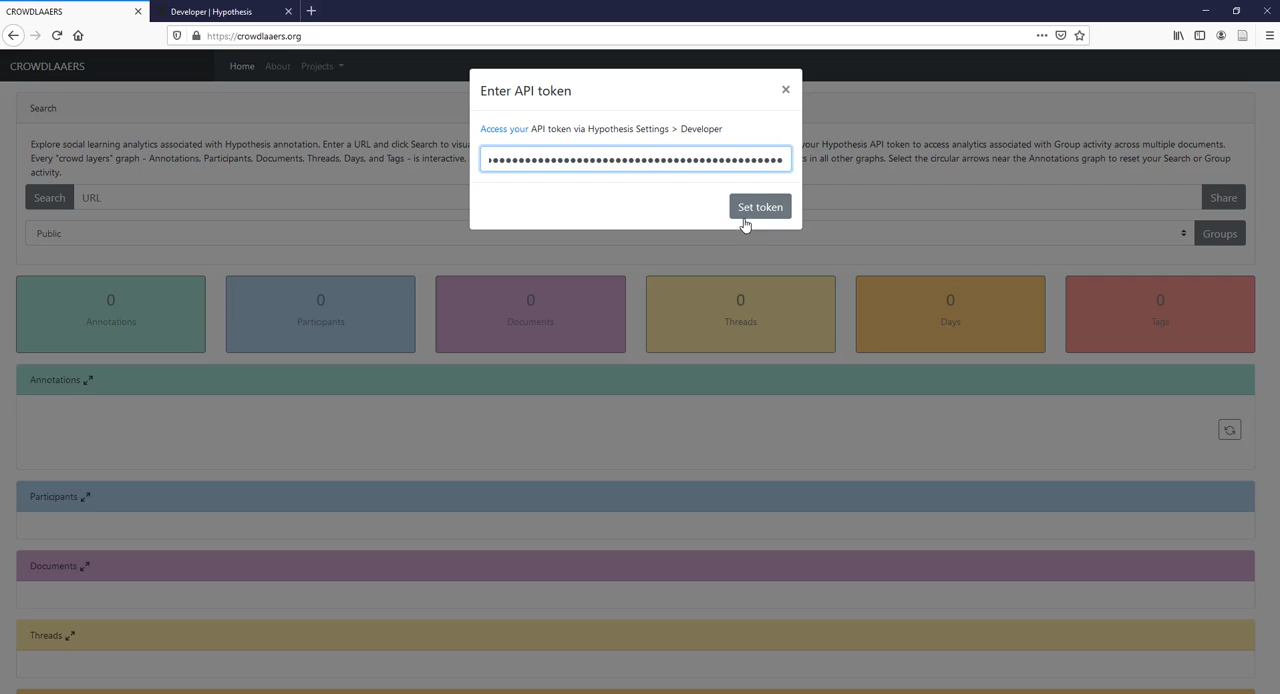 CROWDLAAERS
Developer | Hypothesis
https://crowdlaaers.org
CROWDLAAERS
Home About Projects
Enter API token
Access your API token via Hypothesis Settings > Developer
Set token
Search
Explore social learning analytics associated with Hypothesis annotation. Enter a URL and click Search to visu your Hypothesis API token to access analytics associated with Group activity across multiple documents.
Every "crowd layers" graph - Annotations, Participants, Documents, Threads, Days, and Tags - is interactive. s in all other graphs. Select the circular arrows near the Annotations graph to reset your Search or Group
activity.
Search URL Share
Public Groups
0 0 0 0 0 0
Annotations Participants Documents Threads Days Tags
Annotations
Participants
Documents
Threads